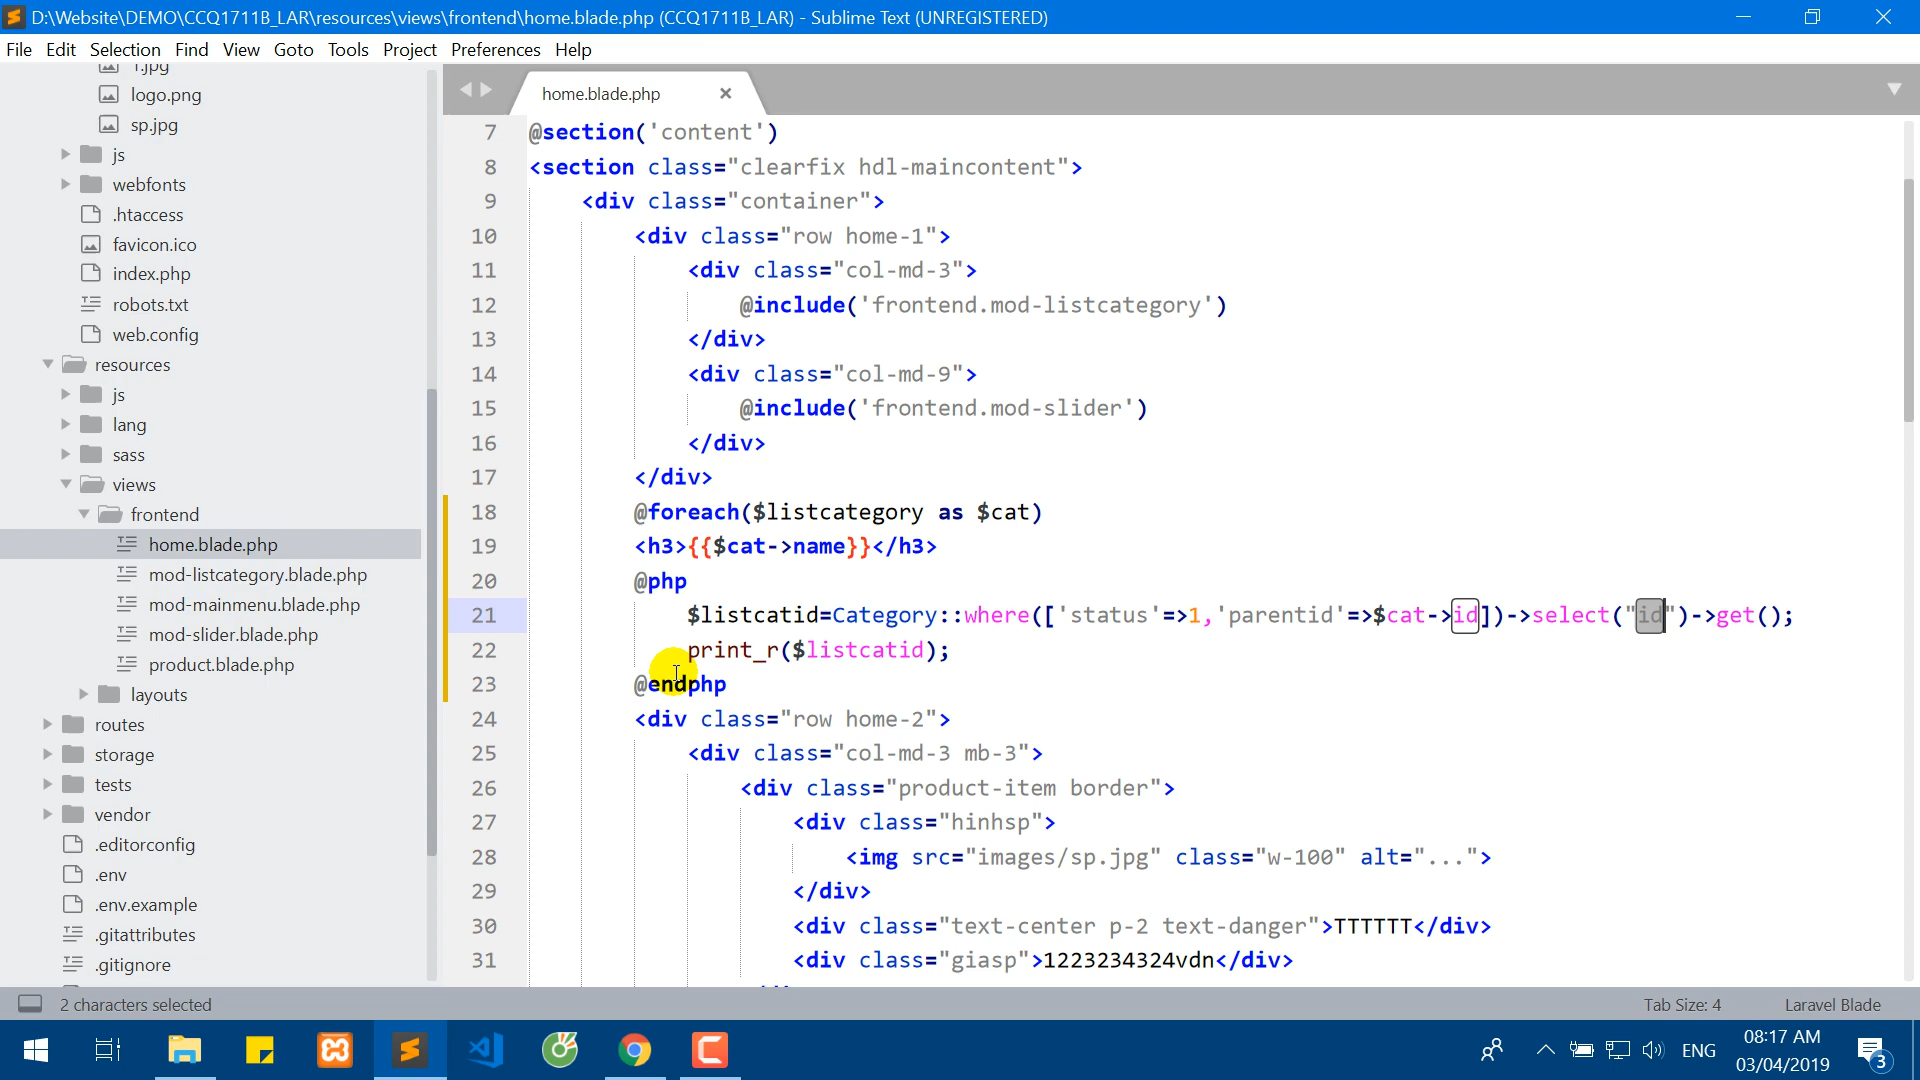 D:\Website\DEMO\CCQ1711B_LAR\resources\views\frontend\home.blade.php (CCQ1711B_LAR) - Sublime Text (UNREGISTERED)
File Edit Selection Find View Goto Tools Project Preferences Help
1.jpg
logo.png
sp.jpg
js
webfonts
.htaccess
favicon.ico
index.php
robots.txt
web.config
resources
js
lang
sass
views
frontend
home.blade.php
mod-listcategory.blade.php
mod-mainmenu.blade.php
mod-slider.blade.php
product.blade.php
layouts
routes
storage
tests
vendor
.editorconfig
.env
.env.example
.gitattributes
.gitignore
home.blade.php
7 @section('content')
8 <section class="clearfix hdl-maincontent">
9 <div class="container">
10 <div class="row home-1">
11 <div class="col-md-3">
12 @include('frontend.mod-listcategory')
13 </div>
14 <div class="col-md-9">
15 @include('frontend.mod-slider')
16 </div>
17 </div>
18 @foreach($listcategory as $cat)
19 <h3>{{$cat->name}}</h3>
20 @php
21 $listcatid=Category::where(['status'=>1,'parentid'=>$cat->id])->select("id")->get();
22 print_r($listcatid);
23 @endphp
24 <div class="row home-2">
25 <div class="col-md-3 mb-3">
26 <div class="product-item border">
27 <div class="hinhsp">
28 <img src="images/sp.jpg" class="w-100" alt="...">
29 </div>
30 <div class="text-center p-2 text-danger">TTTTTT</div>
31 <div class="giasp">1223234324vdn</div>
2 characters selected
Tab Size: 4
Laravel Blade
ENG
08:17 AM
03/04/2019
3